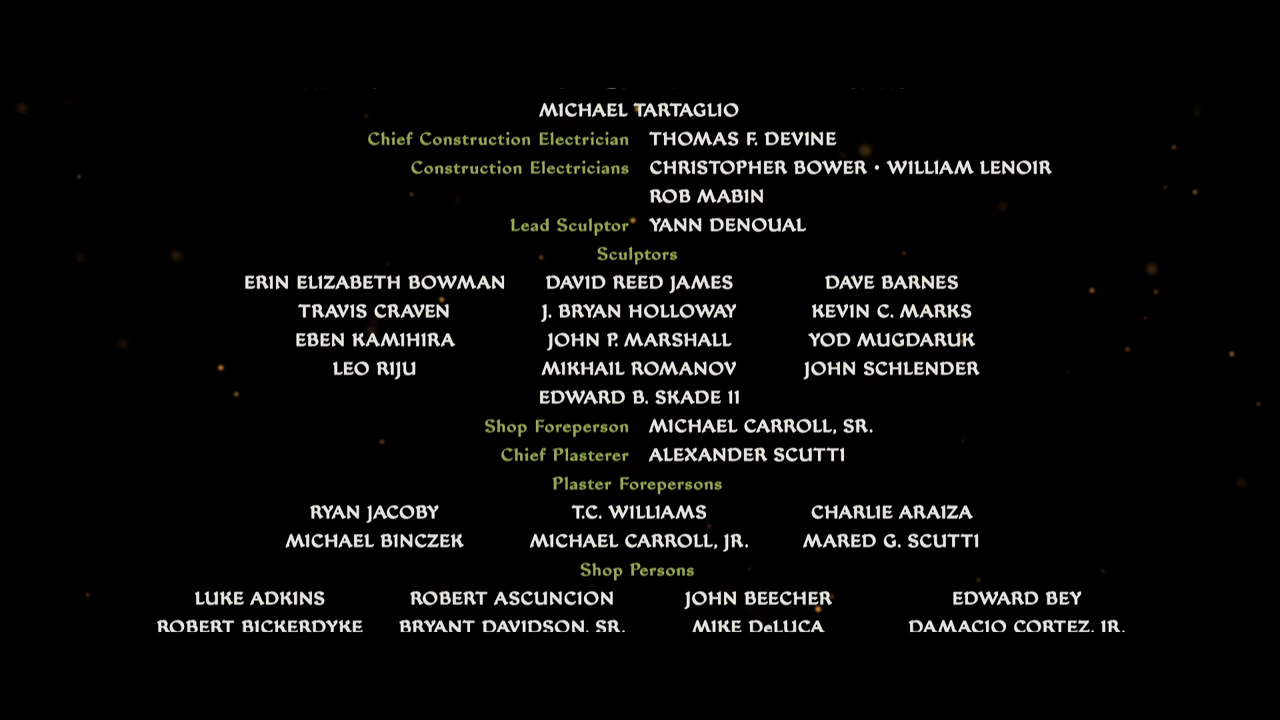 MICHAEL TARTAGLIO
Chief Construction Electrician THOMAS F. DEVINE
Construction Electricians CHRISTOPHER BOWER • WILLIAM LENOIR
ROB MABIN
Lead Sculptor YANN DENOUAL
Sculptors
ERIN ELIZABETH BOWMAN DAVID REED JAMES DAVE BARNES
TRAVIS CRAVEN J. BRYAN HOLLOWAY KEVIN C. MARKS
EBEN KAMIHIRA JOHN P. MARSHALL YOD MUGDARUK
LEO RIJU MIKHAIL ROMANOV JOHN SCHLENDER
EDWARD B. SKADE II
Shop Foreperson MICHAEL CARROLL, SR.
Chief Plasterer ALEXANDER SCUTTI
Plaster Forepersons
RYAN JACOBY T.C. WILLIAMS CHARLIE ARAIZA
MICHAEL BINCZEK MICHAEL CARROLL, JR. MARED G. SCUTTI
Shop Persons
LUKE ADKINS ROBERT ASCUNCION JOHN BEECHER EDWARD BEY
ROBERT BICKERDYKE BRYANT DAVIDSON, SR. MIKE DeLUCA DAMACIO CORTEZ, JR.